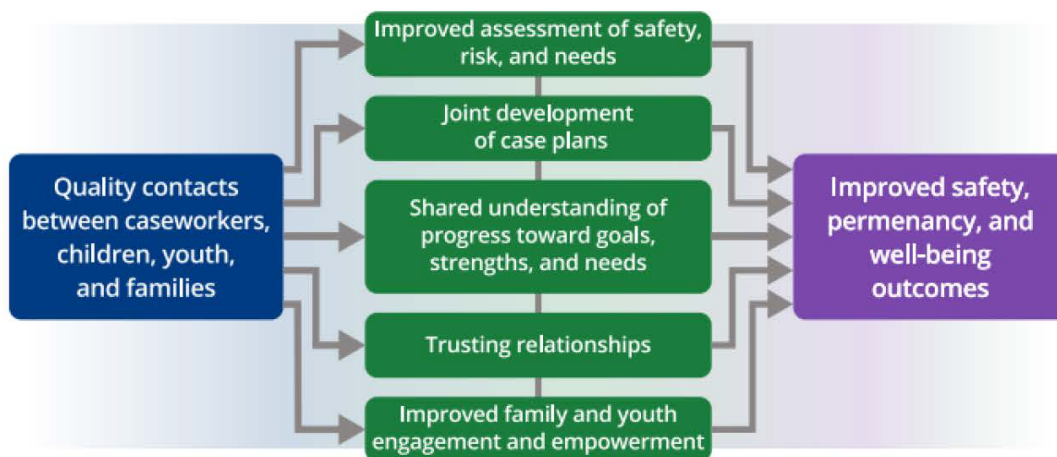 Quality contacts
between caseworkers,
children, youth,
and families
Improved assessment of safety,
risk, and needs
Joint development
of case plans
Shared understanding of
progress toward goals,
strengths, and needs
Trusting relationships
Improved family and youth
engagement and empowerment
Improved safety,
permenancy, and
well-being
outcomes